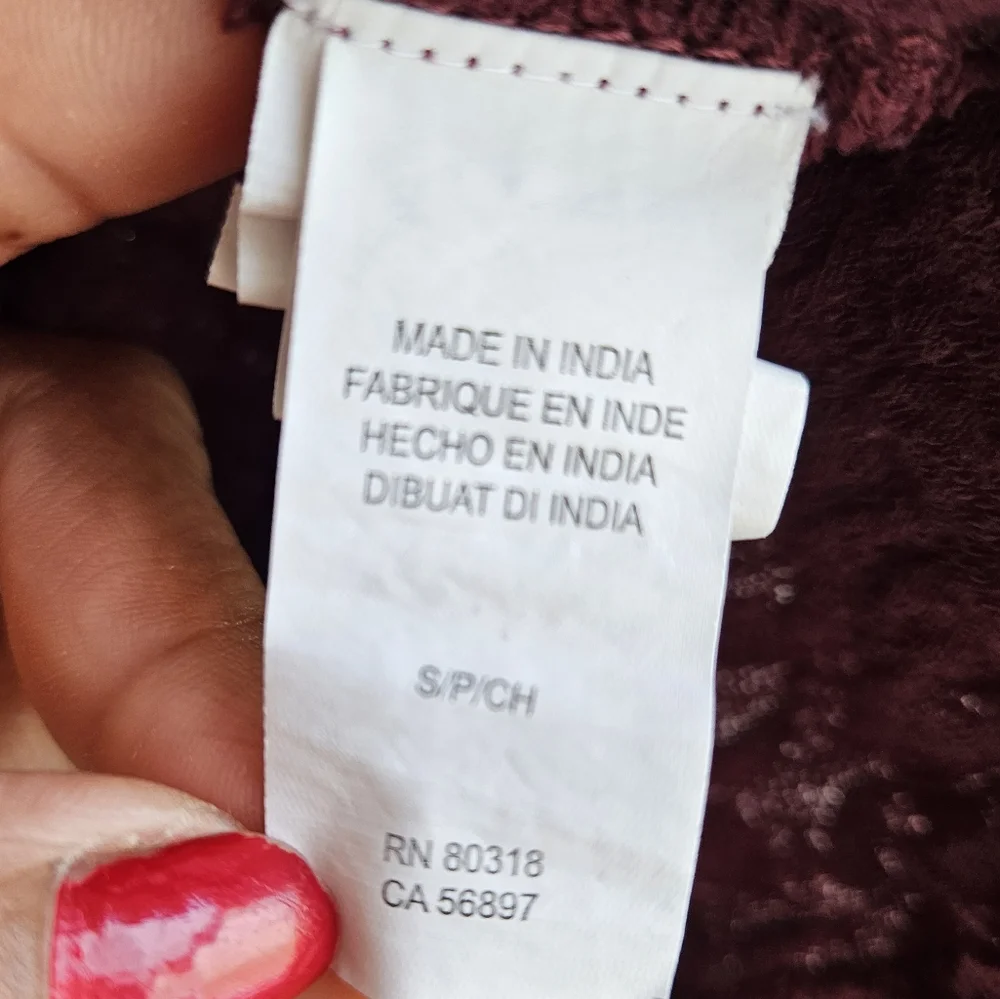 MADE IN INDIA
FABRIQUE EN INDE
HECHO EN INDIA
DIBUAT DI INDIA
S/P/CH
RN 80318
CA 56897